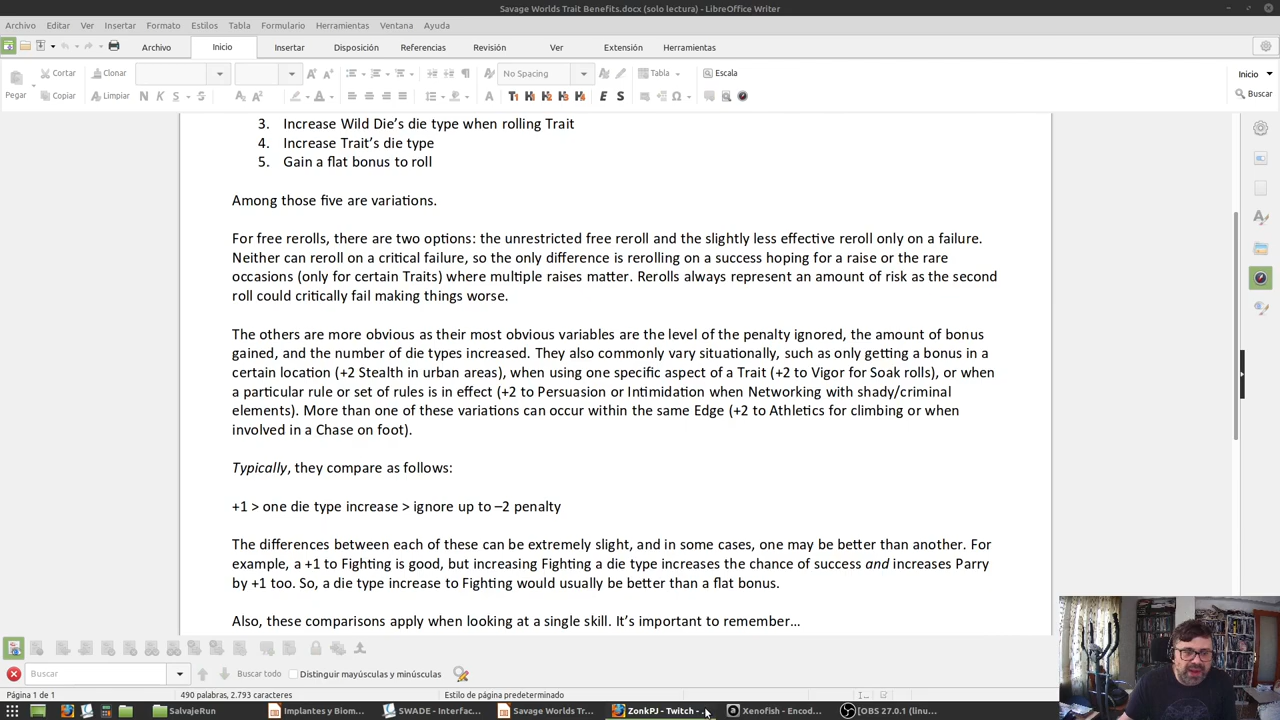 Savage Worlds Trait Benefits.docx (solo lectura) - LibreOffice Writer
Archivo Editar Ver Insertar Formato Estilos Tabla Formulario Herramientas Ventana Ayuda
Archivo Inicio Insertar Disposición Referencias Revisión Ver Extensión Herramientas
Cortar Clonar No Spacing Tabla Escala Inicio
Pegar Copiar Limpiar Buscar
3. Increase Wild Die’s die type when rolling Trait
4. Increase Trait’s die type
5. Gain a flat bonus to roll
Among those five are variations.
For free rerolls, there are two options: the unrestricted free reroll and the slightly less effective reroll only on a failure.
Neither can reroll on a critical failure, so the only difference is rerolling on a success hoping for a raise or the rare
occasions (only for certain Traits) where multiple raises matter. Rerolls always represent an amount of risk as the second
roll could critically fail making things worse.
The others are more obvious as their most obvious variables are the level of the penalty ignored, the amount of bonus
gained, and the number of die types increased. They also commonly vary situationally, such as only getting a bonus in a
certain location (+2 Stealth in urban areas), when using one specific aspect of a Trait (+2 to Vigor for Soak rolls), or when
a particular rule or set of rules is in effect (+2 to Persuasion or Intimidation when Networking with shady/criminal
elements). More than one of these variations can occur within the same Edge (+2 to Athletics for climbing or when
involved in a Chase on foot).
Typically, they compare as follows:
+1 > one die type increase > ignore up to –2 penalty
The differences between each of these can be extremely slight, and in some cases, one may be better than another. For
example, a +1 to Fighting is good, but increasing Fighting a die type increases the chance of success and increases Parry
by +1 too. So, a die type increase to Fighting would usually be better than a flat bonus.
Also, these comparisons apply when looking at a single skill. It’s important to remember…
Buscar Buscar todo Distinguir mayúsculas y minúsculas
Página 1 de 1 490 palabras, 2.793 caracteres Estilo de página predeterminado
SalvajeRun Implantes y Biom... SWADE - Interfac... Savage Worlds Tr... ZonkPJ - Twitch - ... Xenofish - Encod... [OBS 27.0.1 (linu...